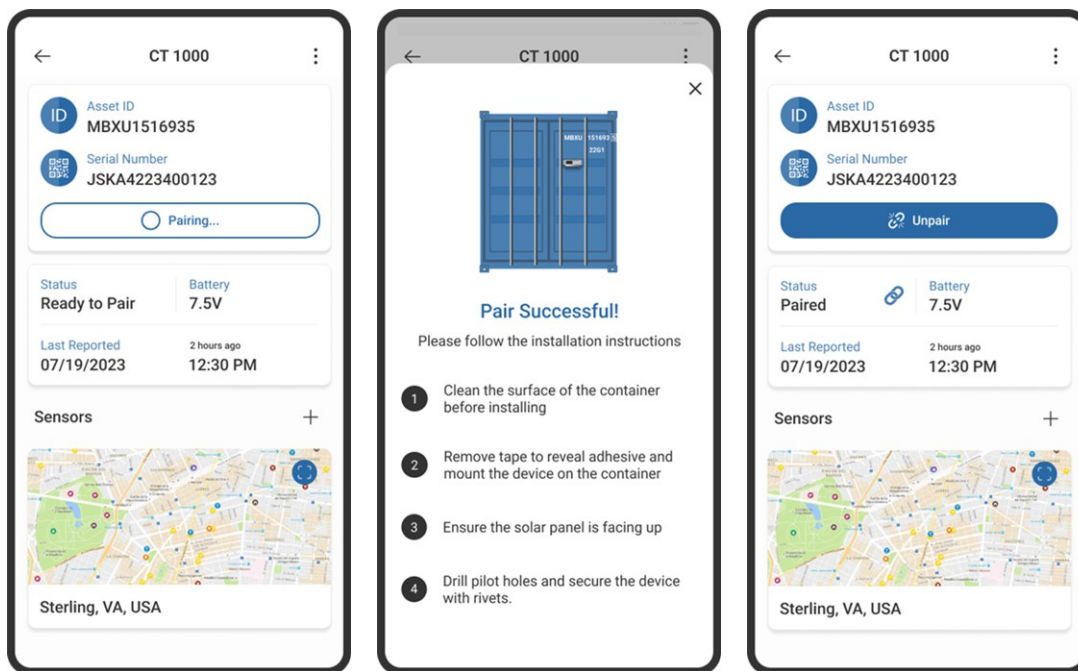 CT 1000
ID
Asset ID
MBXU1516935
Serial Number
JSKA4223400123
Pairing...
Status
Ready to Pair
Battery
7.5V
Last Reported
07/19/2023
2 hours ago
12:30 PM
Sensors
Sterling, VA, USA
CT 1000
MBXU 1516935
22G1
Pair Successful!
Please follow the installation instructions
1
Clean the surface of the container
before installing
2
Remove tape to reveal adhesive and
mount the device on the container
3
Ensure the solar panel is facing up
4
Drill pilot holes and secure the device
with rivets.
CT 1000
ID
Asset ID
MBXU1516935
Serial Number
JSKA4223400123
Unpair
Status
Paired
Battery
7.5V
Last Reported
07/19/2023
2 hours ago
12:30 PM
Sensors
Sterling, VA, USA